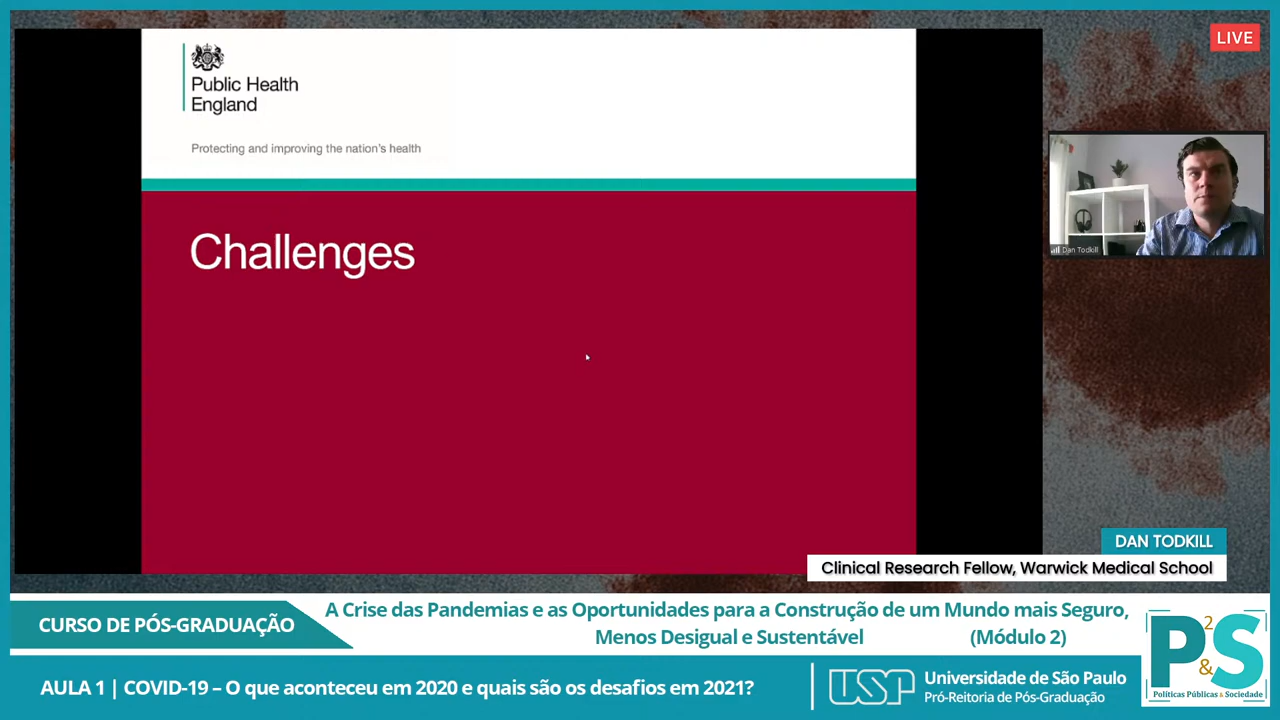 LIVE
Public Health
England
Protecting and improving the nation's health
Challenges
Dan Todkill
DAN TODKILL
Clinical Research Fellow, Warwick Medical School
CURSO DE PÓS-GRADUAÇÃO
A Crise das Pandemias e as Oportunidades para a Construção de um Mundo mais Seguro,
Menos Desigual e Sustentável (Módulo 2)
AULA 1 | COVID-19 – O que aconteceu em 2020 e quais são os desafios em 2021?
USP
Universidade de São Paulo
Pró-Reitoria de Pós-Graduação
P2&S
Políticas Públicas & Sociedade